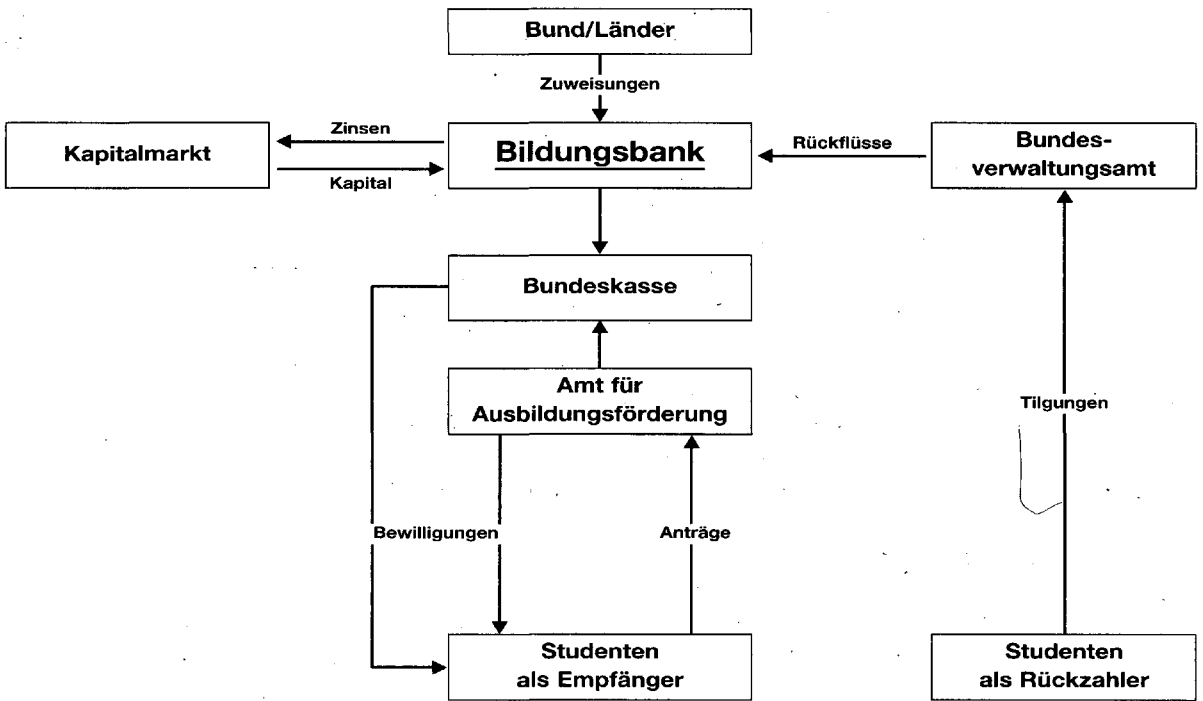 Bund/Länder
Zuweisungen
Zinsen
Kapitalmarkt
Kapital
Bildungsbank
Rückflüsse
Bundes-
verwaltungsamt
Bundeskasse
Amt für
Ausbildungsförderung
Tilgungen
Bewilligungen
Anträge
Studenten
als Empfänger
Studenten
als Rückzahler